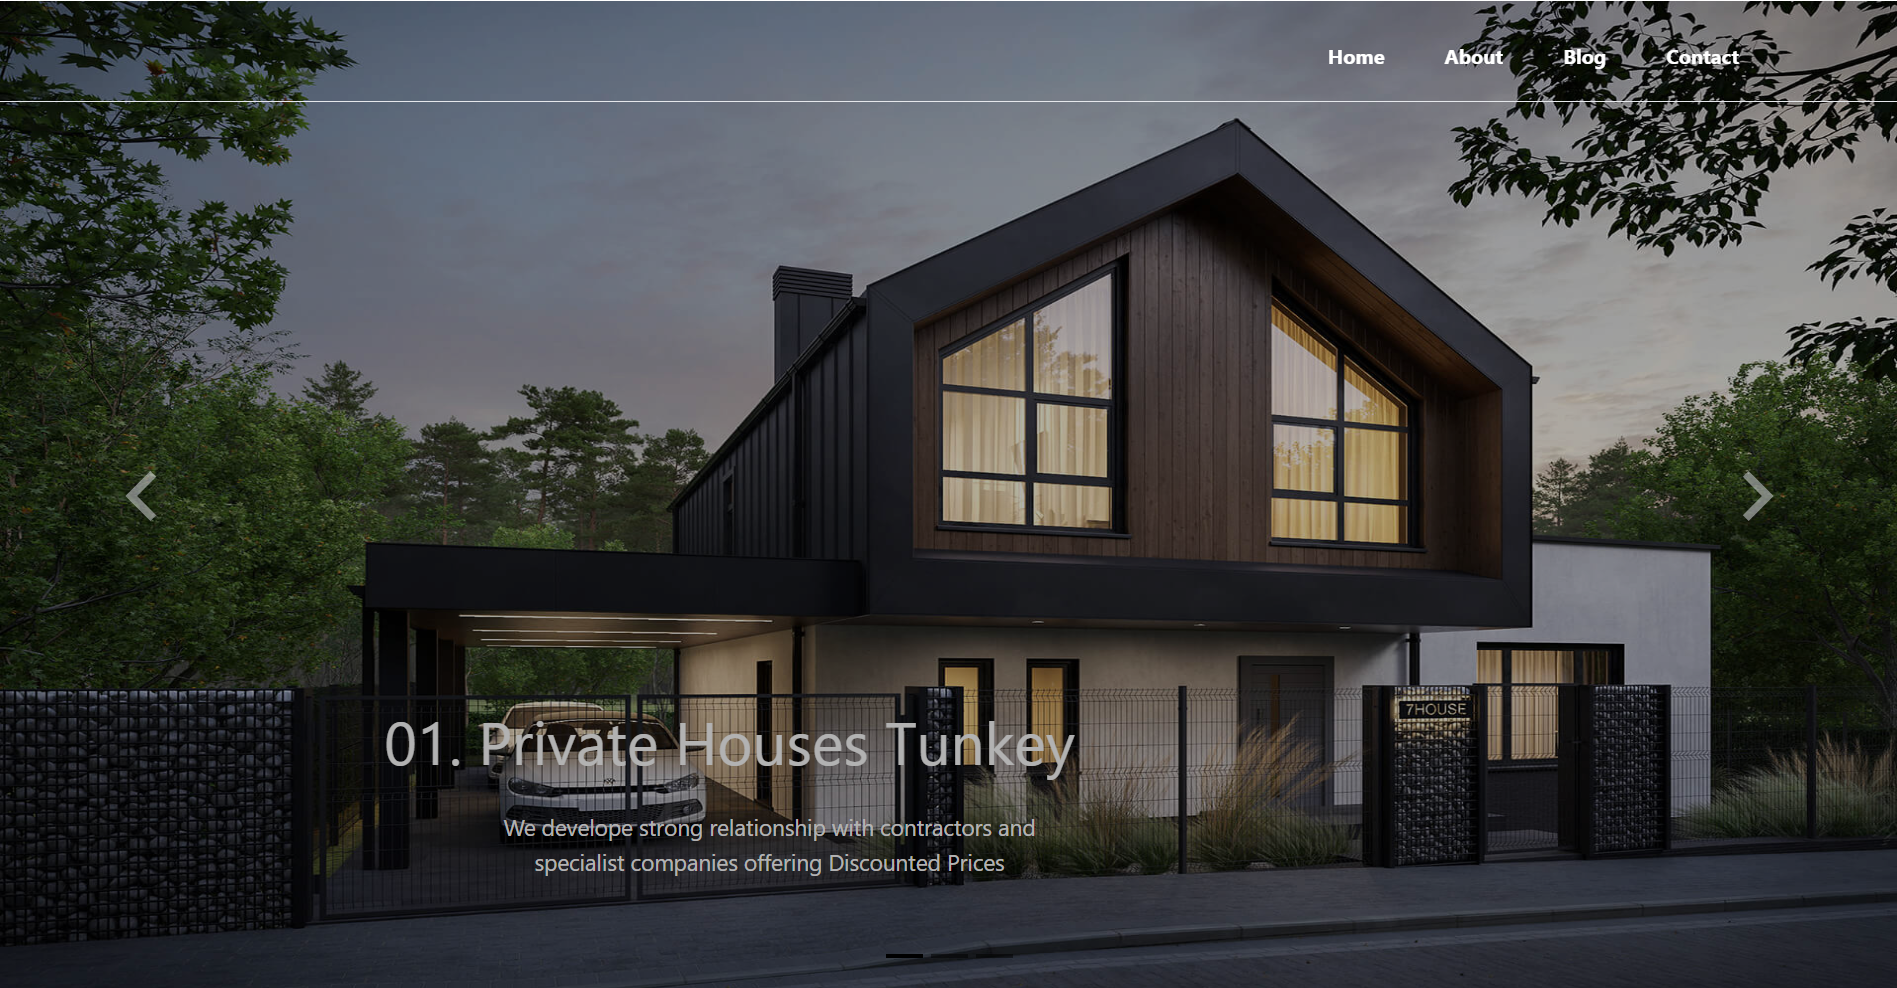 Home About Blog Contact
7HOUSE
01. Private Houses Tunkey
We develope strong relationship with contractors and
specialist companies offering Discounted Prices